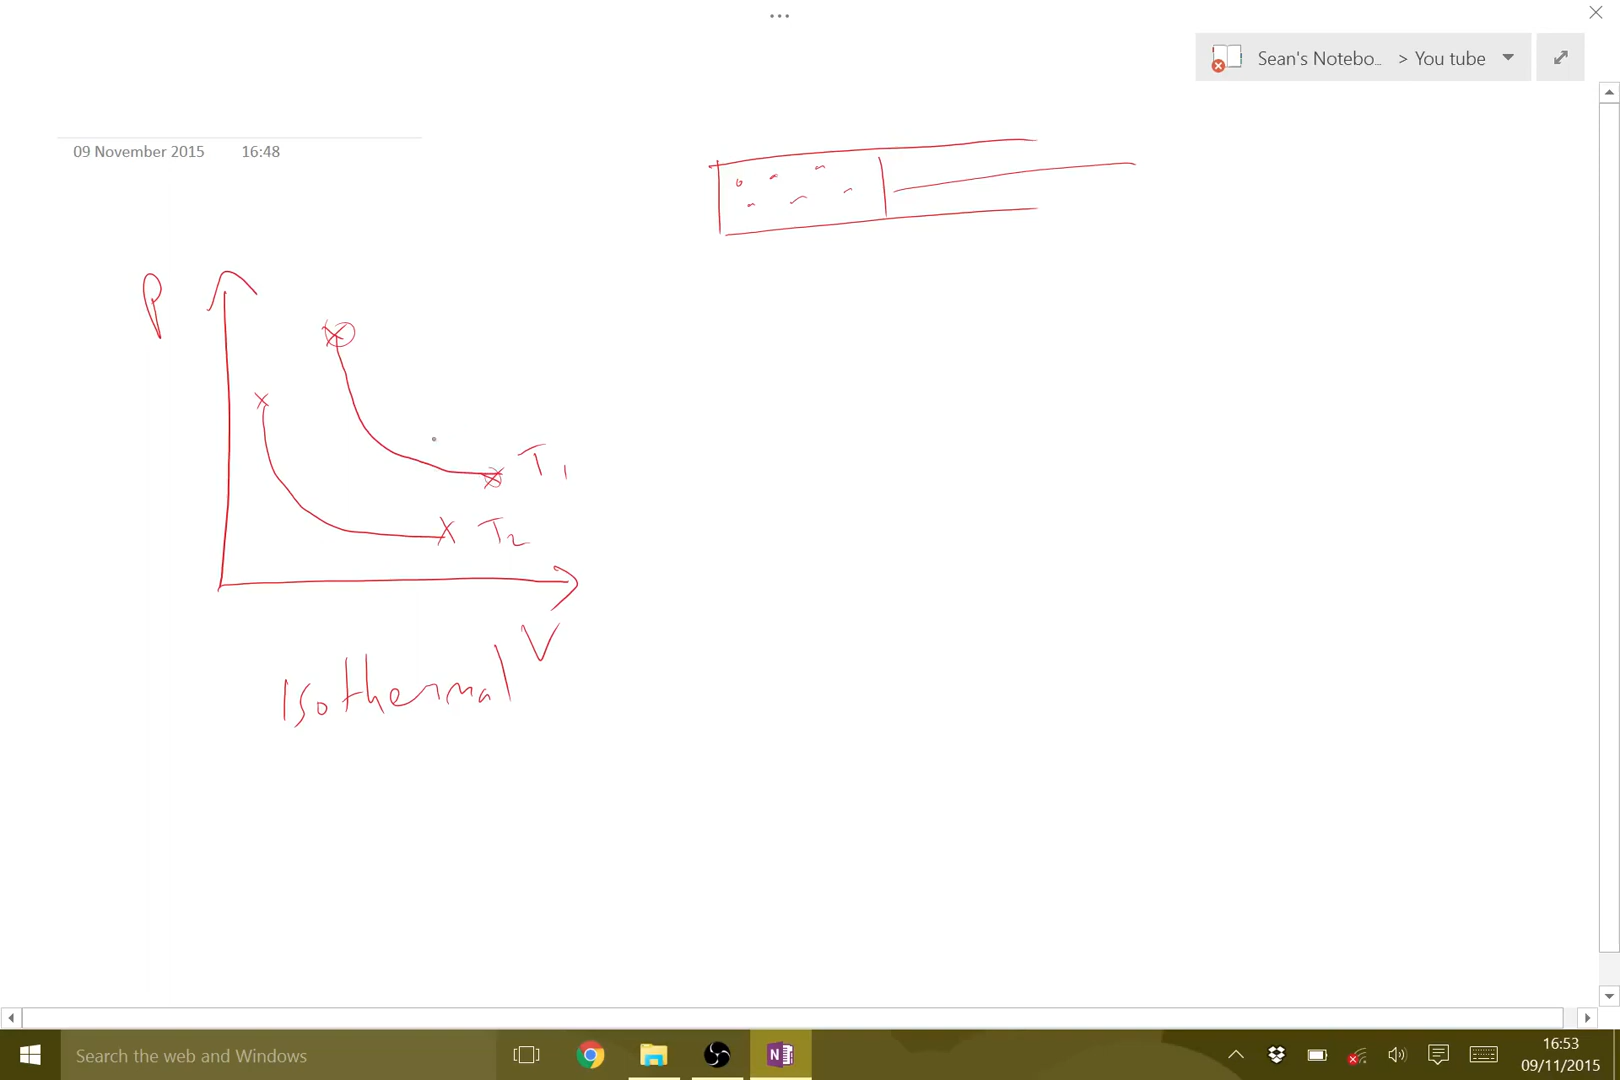 Sean's Notebo... > You tube
09 November 2015 16:48
P
T1
T2
V
Isothermal
Search the web and Windows
N
16:53
09/11/2015